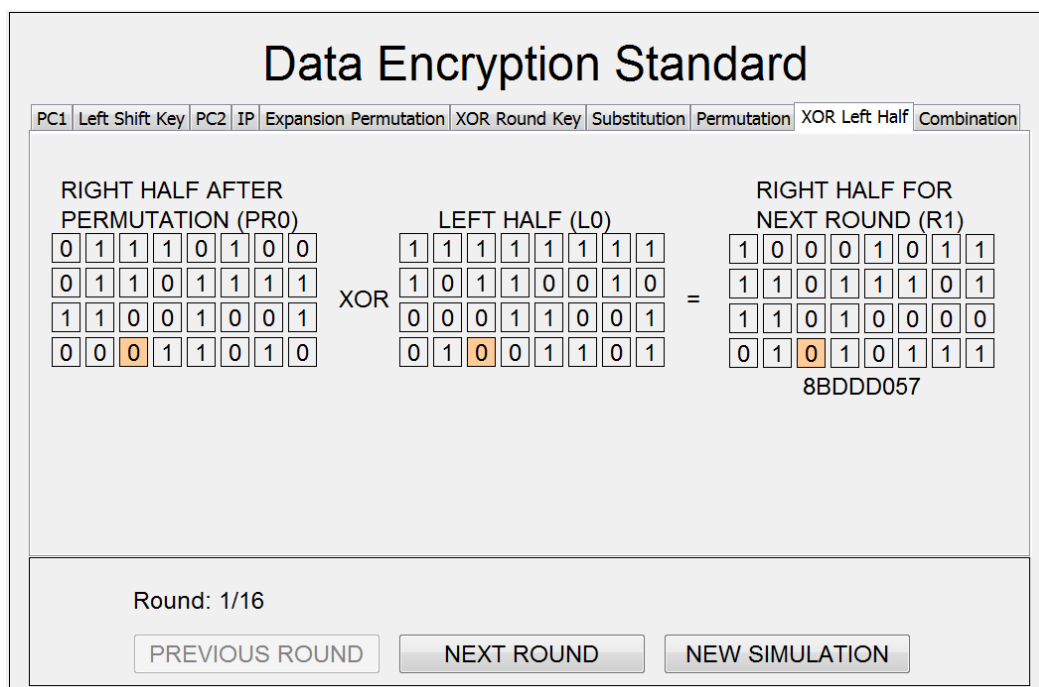 Data Encryption Standard
PC1 Left Shift Key PC2 IP Expansion Permutation XOR Round Key Substitution Permutation XOR Left Half Combination
RIGHT HALF AFTER
PERMUTATION (PR0)
0 1 1 1 0 1 0 0
0 1 1 0 1 1 1 1
1 1 0 0 1 0 0 1
0 0 0 1 1 0 1 0
XOR
LEFT HALF (L0)
1 1 1 1 1 1 1 1
1 0 1 1 0 0 1 0
0 0 0 1 1 0 0 1
0 1 0 0 1 1 0 1
=
RIGHT HALF FOR
NEXT ROUND (R1)
1 0 0 0 1 0 1 1
1 1 0 1 1 1 0 1
1 1 0 1 0 0 0 0
0 1 0 1 0 1 1 1
8BDDD057
Round: 1/16
PREVIOUS ROUND NEXT ROUND NEW SIMULATION